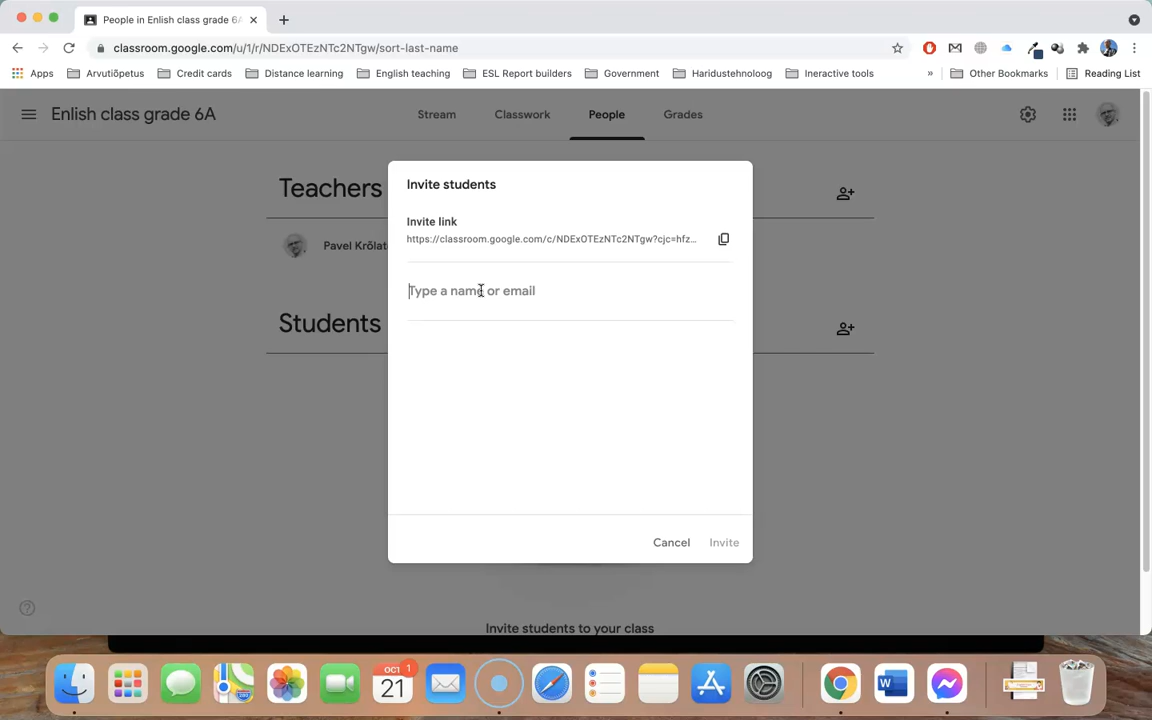 People in Enlish class grade 6A
classroom.google.com/u/1/r/NDExOTEzNTc2NTgw/sort-last-name
Apps Arvutiõpetus Credit cards Distance learning English teaching ESL Report builders Government Haridustehnoloog Ineractive tools » Other Bookmarks Reading List
Enlish class grade 6A Stream Classwork People Grades
Invite students
Teachers
Invite link
https://classroom.google.com/c/NDExOTEzNTc2NTgw?cjc=hfz...
Pavel Krõlat
Type a name or email
Students
Cancel Invite
Invite students to your class
OCT 1
21